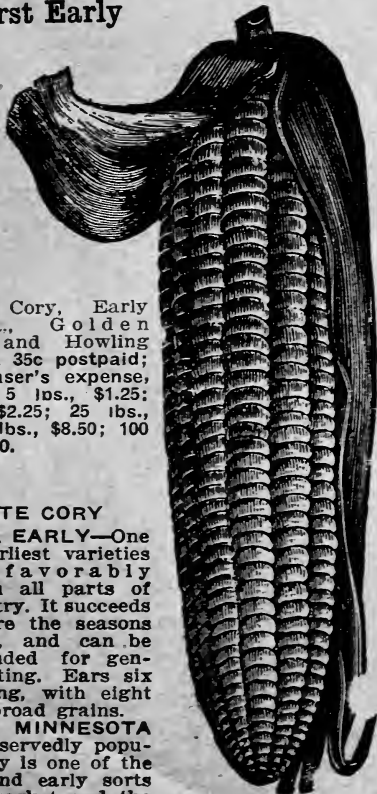 rst Early
Cory, Early
., Golden
and Howling
35c postpaid;
ser's expense,
5 lbs., $1.25;
$2.25; 25 lbs.,
lbs., $8.50; 100
0.
TE CORY
EARLY—One
rliest varieties
favorably
all parts of
try. It succeeds
re the seasons
, and can be
ded for gen-
ting. Ears six
ng, with eight
broad grains.
MINNESOTA
servedly popu-
y is one of the
nd early sorts